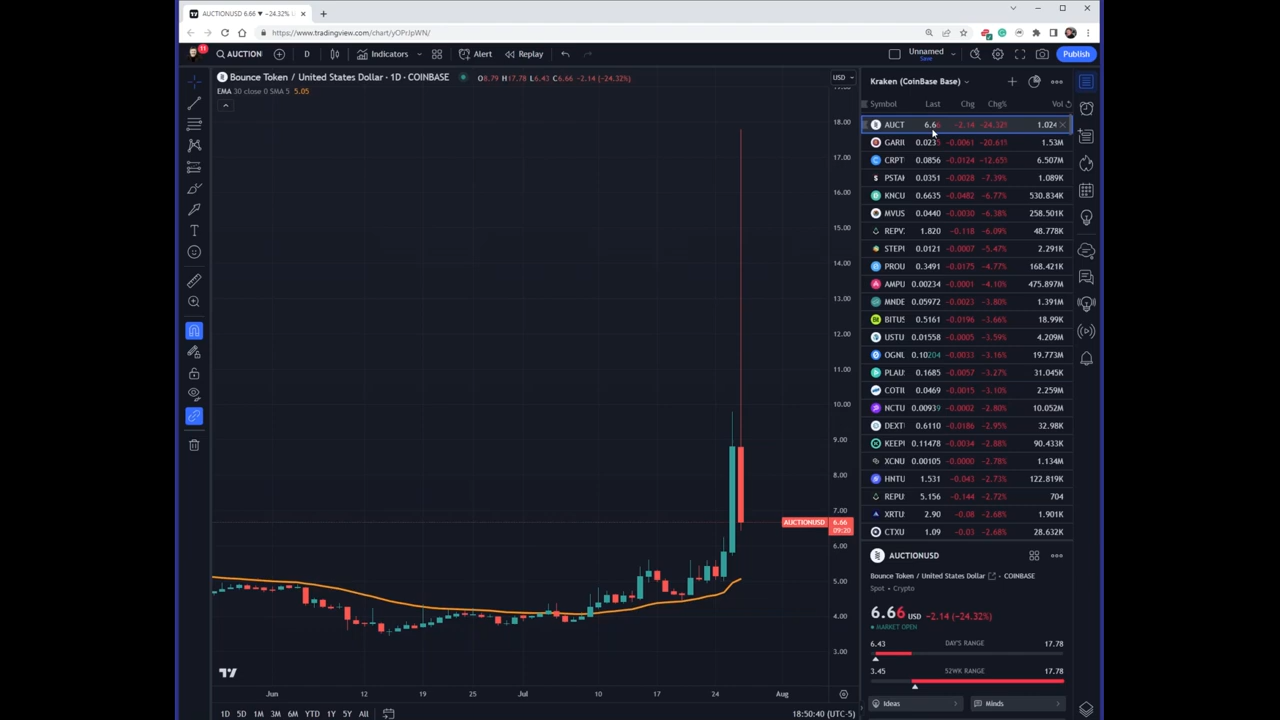 AUCTIONUSD 6.66 ▼ −24.32%
https://www.tradingview.com/chart/yOPrJpWN/
11
AUCTION
D
Indicators
Alert
Replay
Unnamed
Save
Publish
Bounce Token / United States Dollar · 1D · COINBASE
O8.79 H17.78 L6.43 C6.66 −2.14 (−24.32%)
EMA 30 close 0 SMA 5 5.05
USD
19.00
18.00
17.00
16.00
15.00
14.00
13.00
12.00
11.00
10.00
9.00
8.00
7.00
AUCTIONUSD 6.66
09:20
6.00
5.00
4.00
3.00
Jun 12 19 25 Jul 10 17 24 Aug
1D 5D 1M 3M 6M YTD 1Y 5Y All
18:50:40 (UTC-5)
Kraken (CoinBase Base)
Symbol Last Chg Chg% Vol
AUCT 6.66 −2.14 −24.32% 1.024
GARII 0.0235 −0.0061 −20.61% 1.53M
CRPT 0.0856 −0.0124 −12.65% 6.507M
PSTAI 0.0351 −0.0028 −7.39% 1.089K
KNCU 0.6635 −0.0482 −6.77% 530.834K
MVUS 0.0440 −0.0030 −6.38% 258.501K
REPV. 1.820 −0.118 −6.09% 48.778K
STEPI 0.0121 −0.0007 −5.47% 2.291K
PROU 0.3491 −0.0175 −4.77% 168.421K
AMPU 0.00234 −0.0001 −4.10% 475.897M
MNDE 0.05972 −0.0023 −3.80% 1.391M
BITUS 0.5161 −0.0196 −3.66% 18.99K
USTU 0.01558 −0.0005 −3.59% 4.209M
OGNL 0.10204 −0.0033 −3.16% 19.773M
PLAU: 0.1685 −0.0057 −3.27% 31.045K
COTII 0.0469 −0.0015 −3.10% 2.259M
NCTU 0.00939 −0.0002 −2.80% 10.052M
DEXT 0.6110 −0.0186 −2.95% 32.98K
KEEPI 0.11478 −0.0034 −2.88% 90.433K
XCNU 0.00105 −0.0000 −2.78% 1.134M
HNTU 1.531 −0.043 −2.73% 122.819K
REPU: 5.156 −0.144 −2.72% 704
XRTU: 2.90 −0.08 −2.68% 1.901K
CTXU 1.09 −0.03 −2.68% 28.632K
AUCTIONUSD
Bounce Token / United States Dollar · COINBASE
Spot • Crypto
6.66 USD −2.14 (−24.32%)
MARKET OPEN
6.43 DAY'S RANGE 17.78
3.45 52WK RANGE 17.78
Ideas
Minds